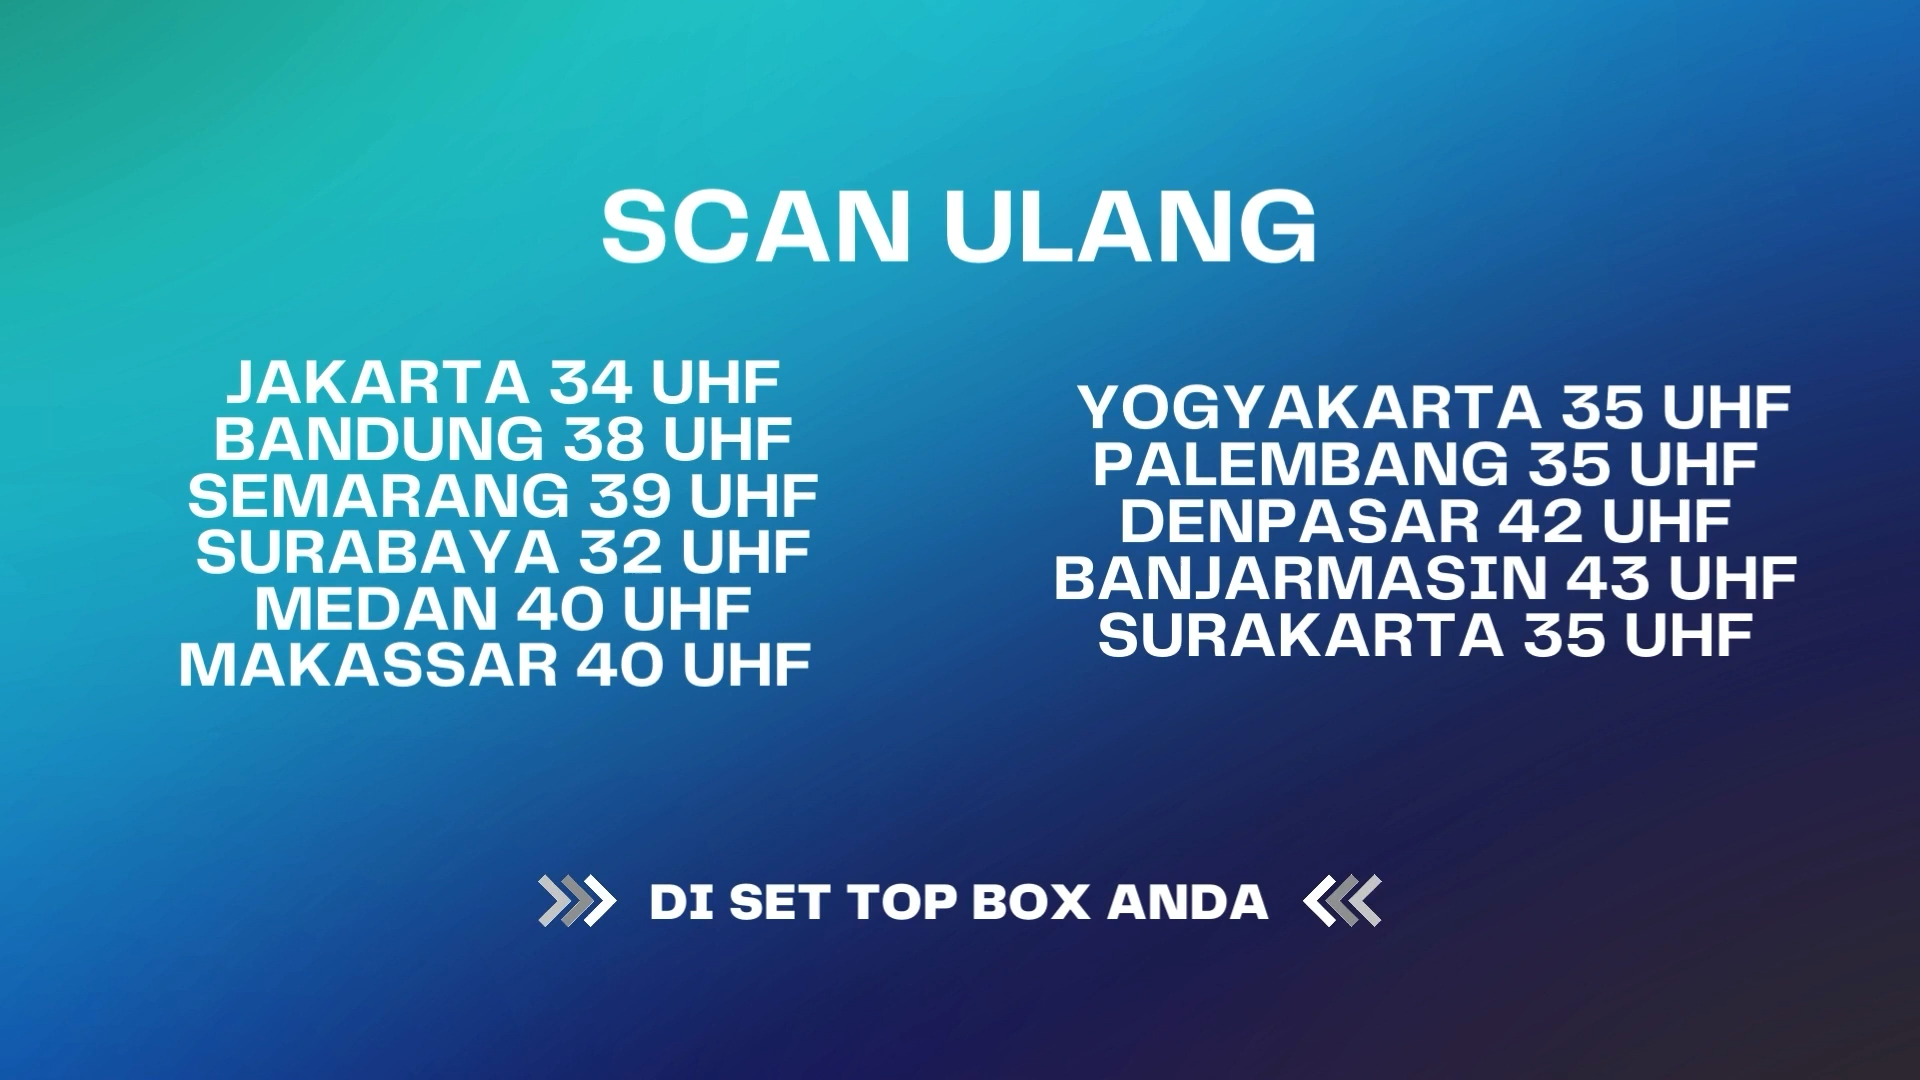 SCAN ULANG
JAKARTA 34 UHF
BANDUNG 38 UHF
SEMARANG 39 UHF
SURABAYA 32 UHF
MEDAN 40 UHF
MAKASSAR 40 UHF
YOGYAKARTA 35 UHF
PALEMBANG 35 UHF
DENPASAR 42 UHF
BANJARMASIN 43 UHF
SURAKARTA 35 UHF
DI SET TOP BOX ANDA